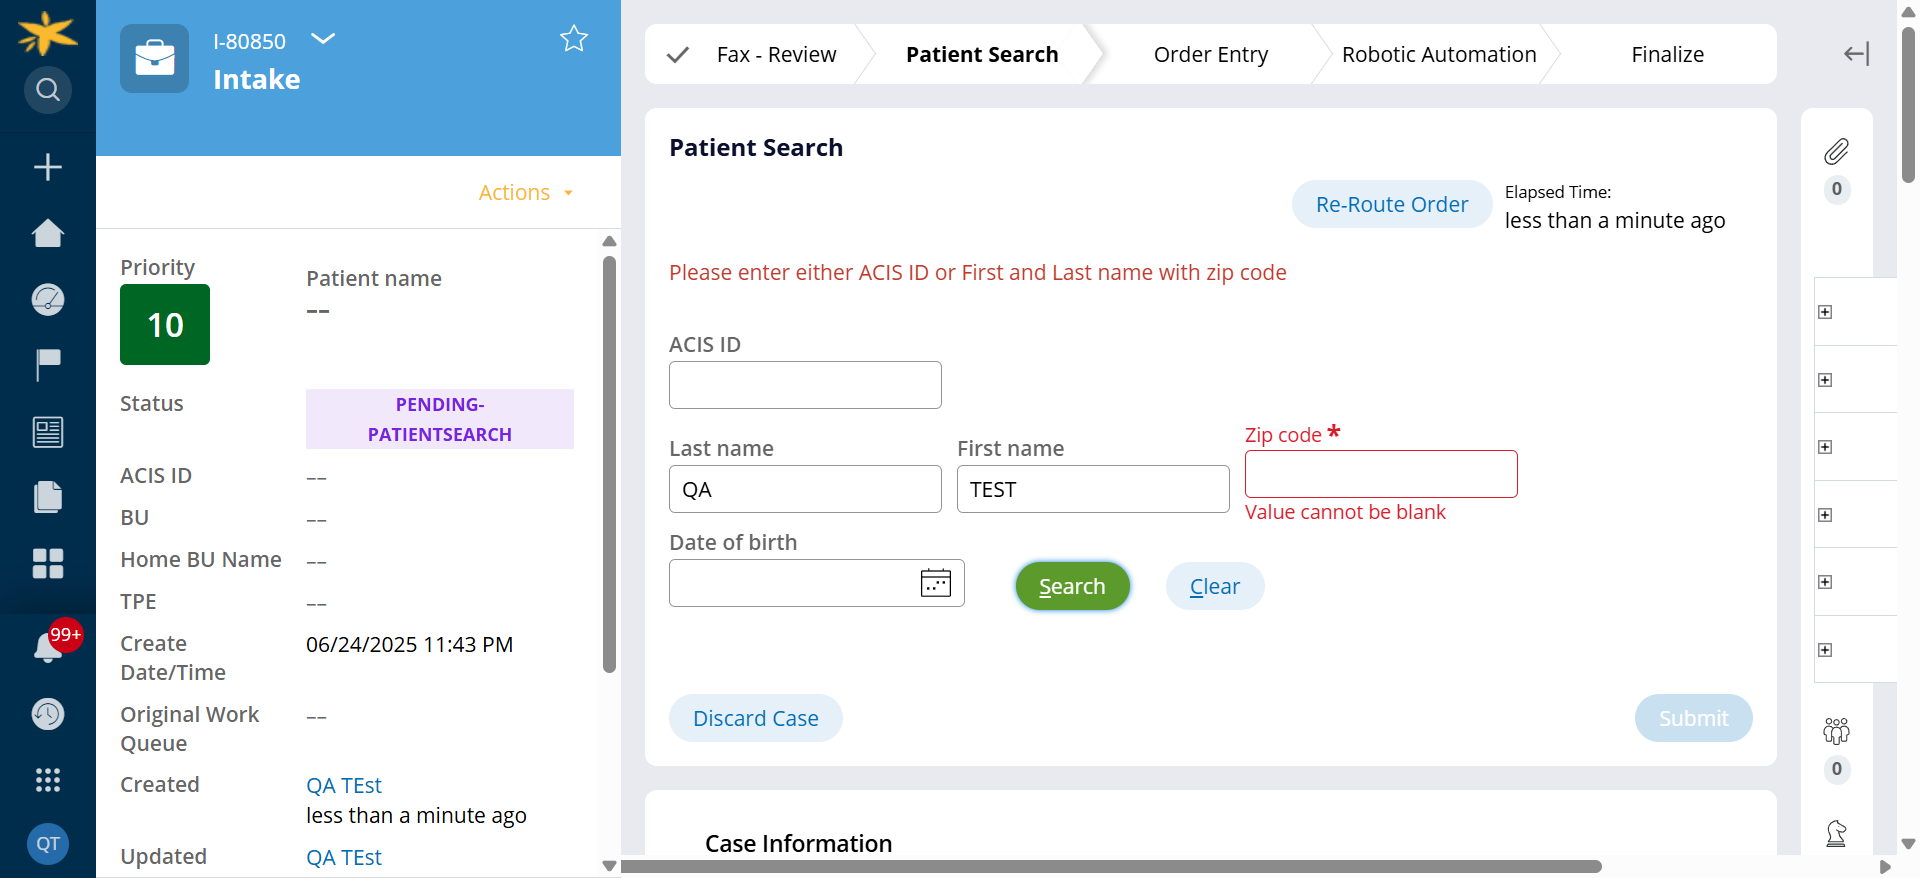 I-80850
Intake
Actions
Priority
10
Patient name
––
Status
PENDING-
PATIENTSEARCH
ACIS ID
––
BU
––
Home BU Name
––
TPE
––
Create
Date/Time
06/24/2025 11:43 PM
Original Work
Queue
––
Created
QA TEst
less than a minute ago
Updated
QA TEst
99+
QT
Fax - Review
Patient Search
Order Entry
Robotic Automation
Finalize
Patient Search
Re-Route Order
Elapsed Time:
less than a minute ago
Please enter either ACIS ID or First and Last name with zip code
ACIS ID
Last name
QA
First name
TEST
Zip code *
Value cannot be blank
Date of birth
Search
Clear
Discard Case
Submit
Case Information
0
0